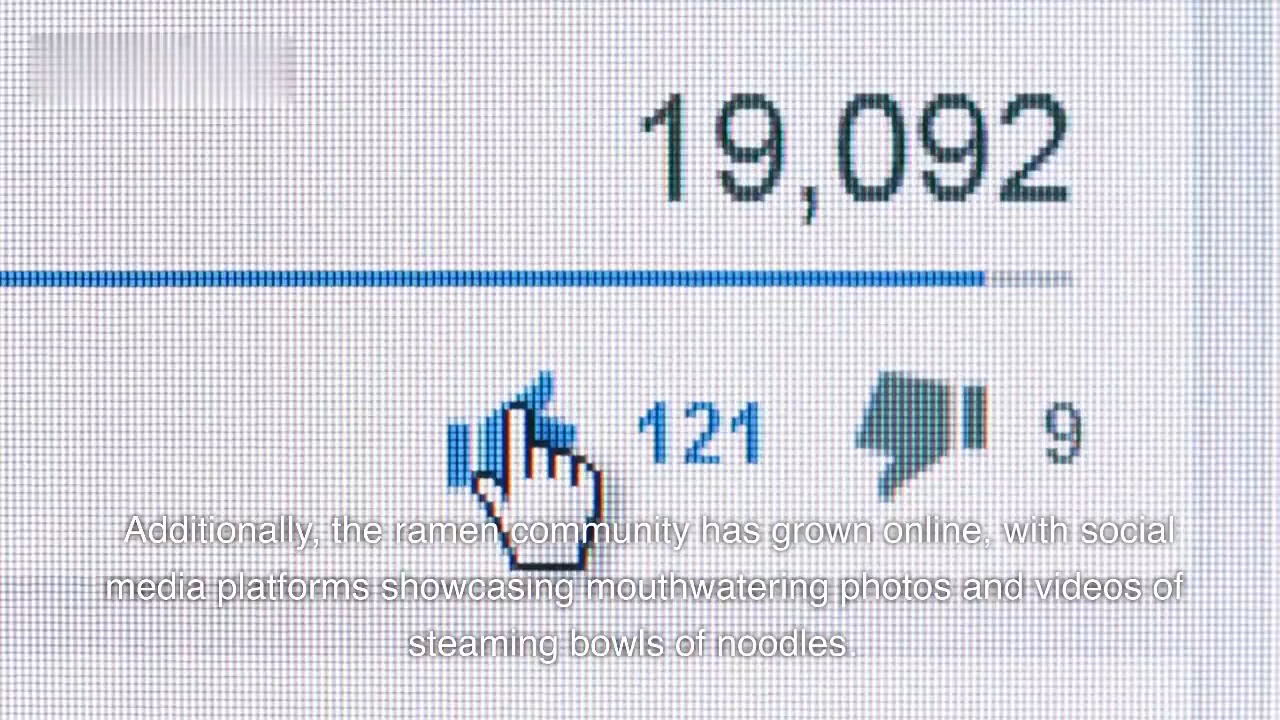 19,092
121 9
Additionally, the ramen community has grown online, with social
media platforms showcasing mouthwatering photos and videos of
steaming bowls of noodles.